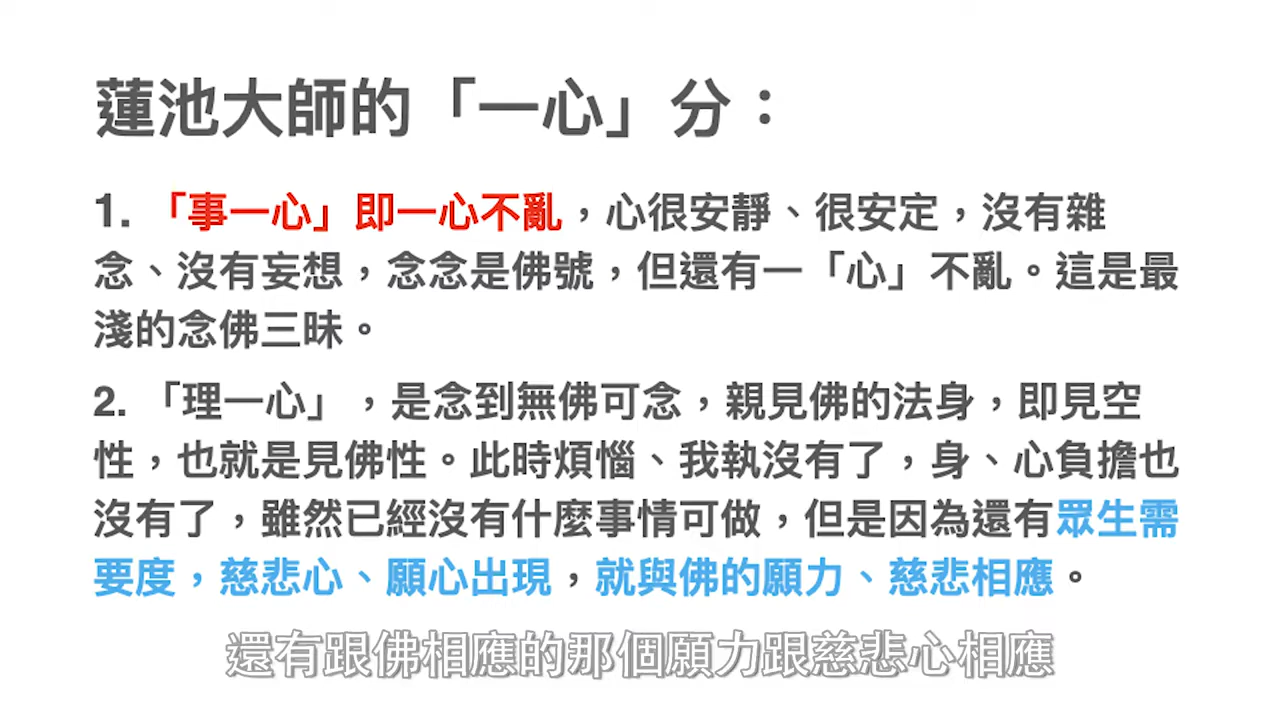 蓮池大師的「一心」分：
1. 「事一心」即一心不亂，心很安靜、很安定，沒有雜
念、沒有妄想，念念是佛號，但還有一「心」不亂。這是最
淺的念佛三昧。
2. 「理一心」，是念到無佛可念，親見佛的法身，即見空
性，也就是見佛性。此時煩惱、我執沒有了，身、心負擔也
沒有了，雖然已經沒有什麼事情可做，但是因為還有眾生需
要度，慈悲心、願心出現，就與佛的願力、慈悲相應。
還有跟佛相應的那個願力跟慈悲心相應